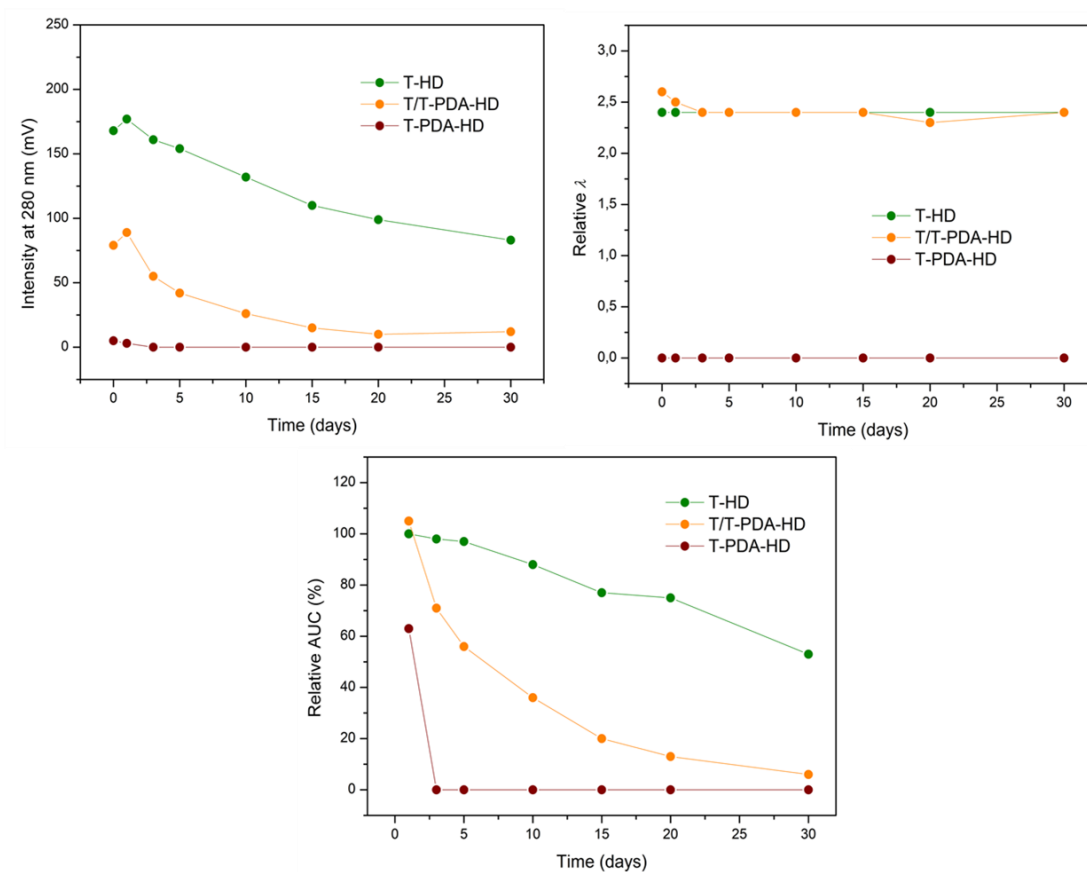 250
200
150
100
50
0
Intensity at 280 nm (mV)
T-HD
T/T-PDA-HD
T-PDA-HD
0 5 10 15 20 25 30
Time (days)
3,0
2,5
2,0
1,5
1,0
0,5
0,0
Relative λ
T-HD
T/T-PDA-HD
T-PDA-HD
0 5 10 15 20 25 30
Time (days)
120
100
80
60
40
20
0
Relative AUC (%)
T-HD
T/T-PDA-HD
T-PDA-HD
0 5 10 15 20 25 30
Time (days)